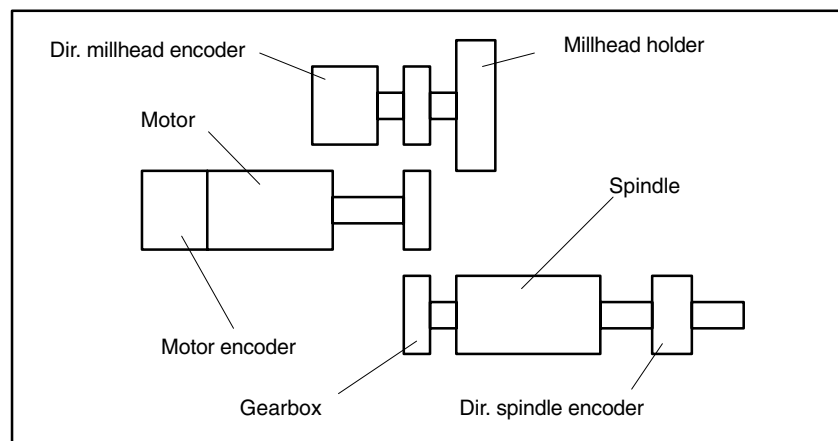 Dir. millhead encoder
Millhead holder
Motor
Spindle
Motor encoder
Gearbox
Dir. spindle encoder